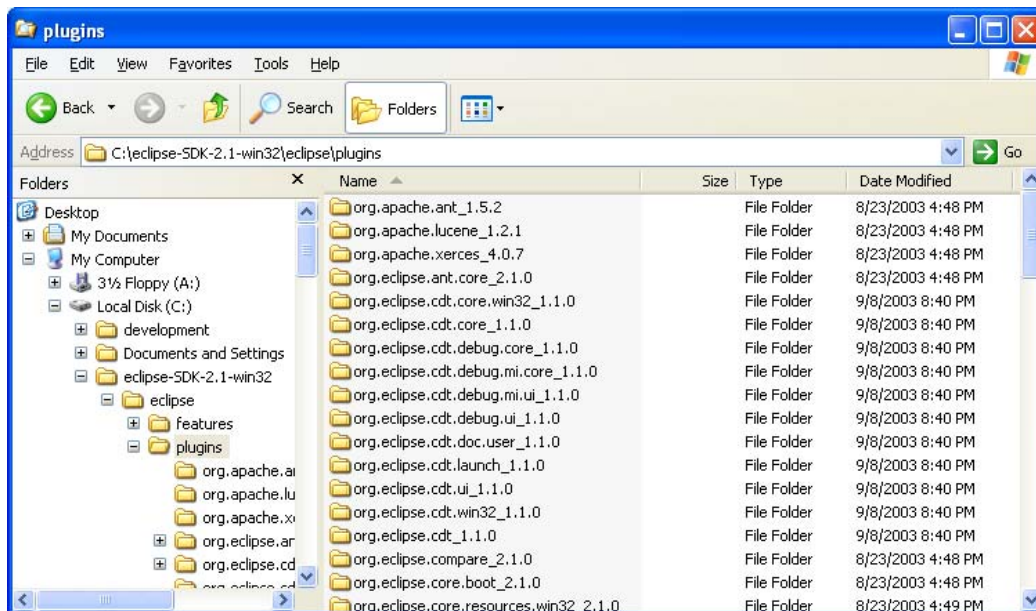 plugins
File Edit View Favorites Tools Help
Back Search Folders
Address C:\eclipse-SDK-2.1-win32\eclipse\plugins Go
Folders
Desktop
My Documents
My Computer
3½ Floppy (A:)
Local Disk (C:)
development
Documents and Settings
eclipse-SDK-2.1-win32
eclipse
features
plugins
org.apache.
org.apache.lu
org.apache.
org.eclipse.
org.eclipse.cd
org.eclipse.cd
Name Size Type Date Modified
org.apache.ant_1.5.2 File Folder 8/23/2003 4:48 PM
org.apache.lucene_1.2.1 File Folder 8/23/2003 4:48 PM
org.apache.xerces_4.0.7 File Folder 8/23/2003 4:48 PM
org.eclipse.ant.core_2.1.0 File Folder 8/23/2003 4:48 PM
org.eclipse.cdt.core.win32_1.1.0 File Folder 9/8/2003 8:40 PM
org.eclipse.cdt.core_1.1.0 File Folder 9/8/2003 8:40 PM
org.eclipse.cdt.debug.core_1.1.0 File Folder 9/8/2003 8:40 PM
org.eclipse.cdt.debug.mi.core_1.1.0 File Folder 9/8/2003 8:40 PM
org.eclipse.cdt.debug.mi.ui_1.1.0 File Folder 9/8/2003 8:40 PM
org.eclipse.cdt.debug.ui_1.1.0 File Folder 9/8/2003 8:40 PM
org.eclipse.cdt.doc.user_1.1.0 File Folder 9/8/2003 8:40 PM
org.eclipse.cdt.launch_1.1.0 File Folder 9/8/2003 8:40 PM
org.eclipse.cdt.ui_1.1.0 File Folder 9/8/2003 8:40 PM
org.eclipse.cdt.win32_1.1.0 File Folder 9/8/2003 8:40 PM
org.eclipse.cdt_1.1.0 File Folder 9/8/2003 8:40 PM
org.eclipse.compare_2.1.0 File Folder 8/23/2003 4:48 PM
org.eclipse.core.boot_2.1.0 File Folder 8/23/2003 4:48 PM
org.eclipse.core.resources.win32_2.1.0 File Folder 8/23/2003 4:49 PM